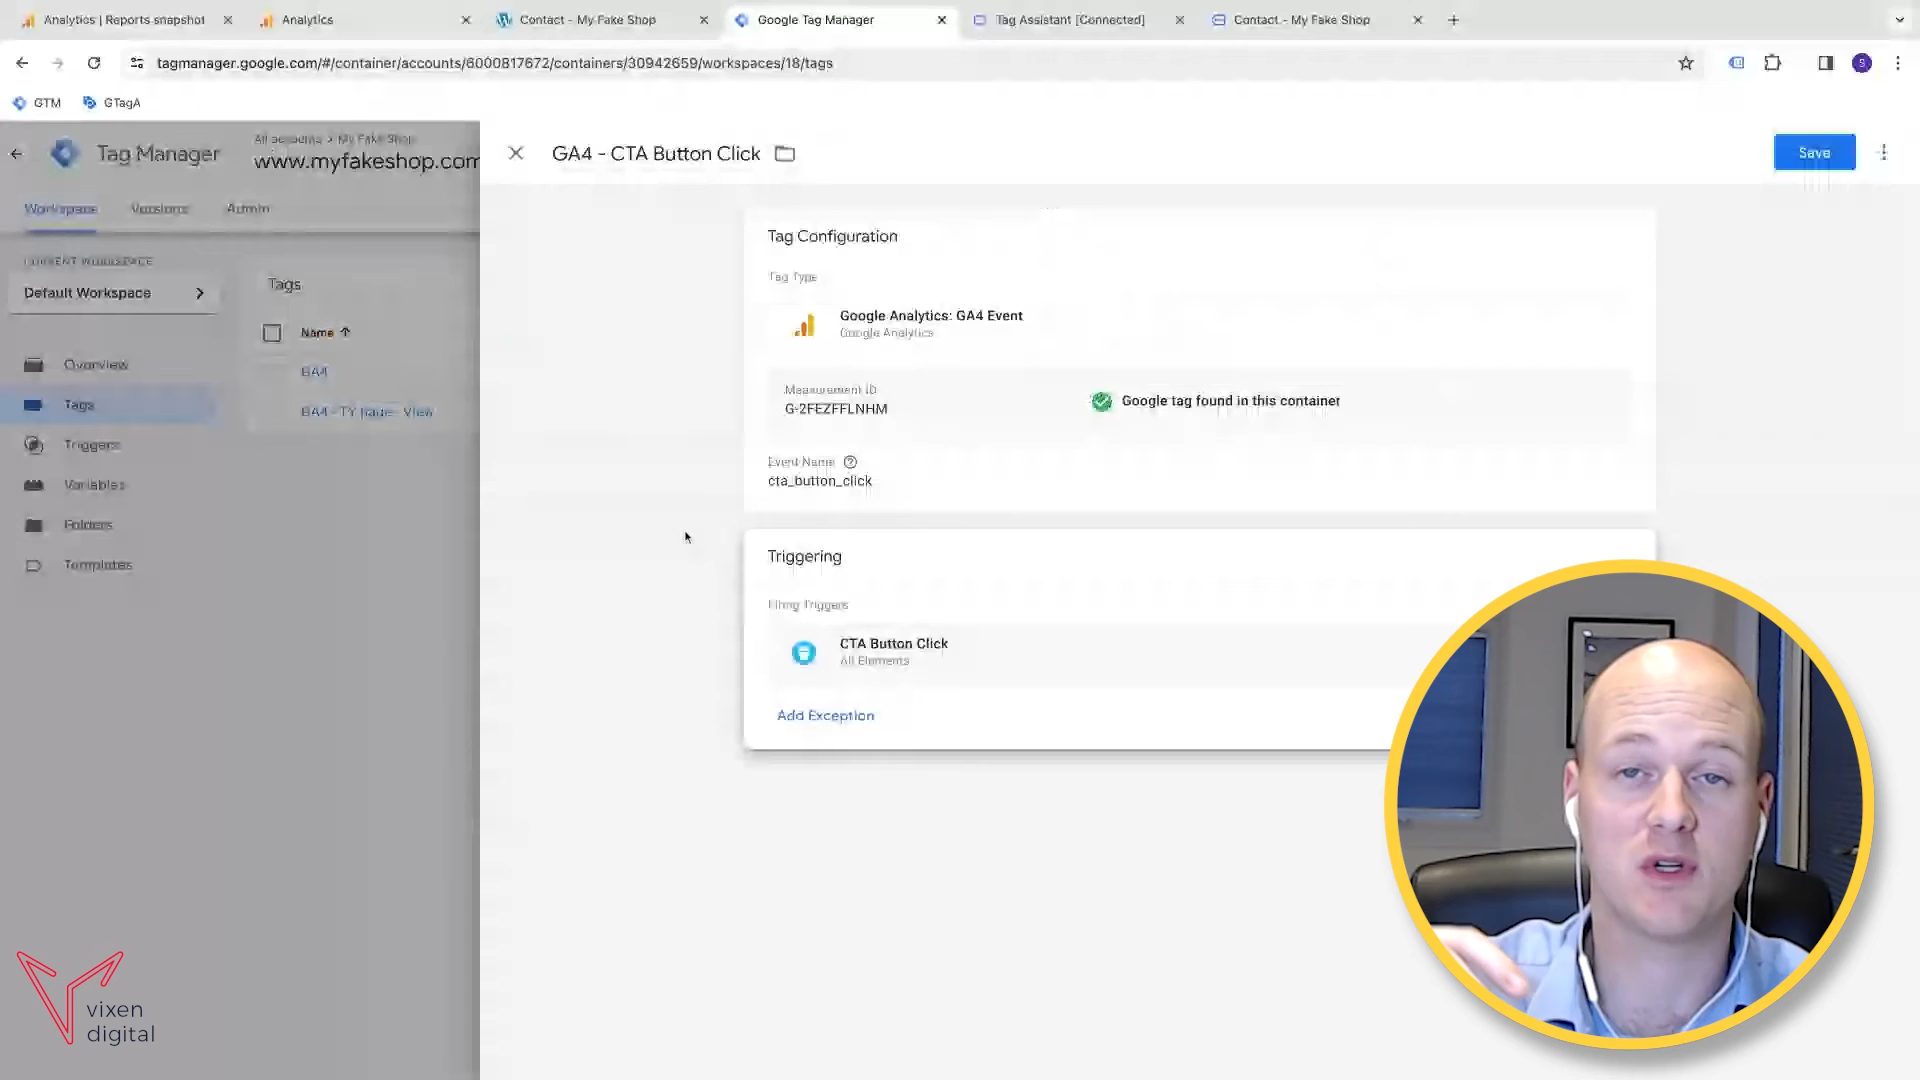 Analytics | Reports snapshot
Analytics
Contact - My Fake Shop
Google Tag Manager
Tag Assistant [Connected]
Contact - My Fake Shop
tagmanager.google.com/#/container/accounts/6000817672/containers/30942659/workspaces/18/tags
S
GTM
GTagA
Tag Manager
All accounts > My Fake Shop
www.myfakeshop.com
Workspace
Versions
Admin
CURRENT WORKSPACE
Default Workspace
Overview
Tags
Triggers
Variables
Folders
Templates
Tags
Name
GA4
GA4 - TY Page View
GA4 - CTA Button Click
Save
Tag Configuration
Tag Type
Google Analytics: GA4 Event
Google Analytics
Measurement ID
G-2FEZFFLNHM
Google tag found in this container
Event Name
cta_button_click
Triggering
Firing Triggers
CTA Button Click
All Elements
Add Exception
vixen
digital